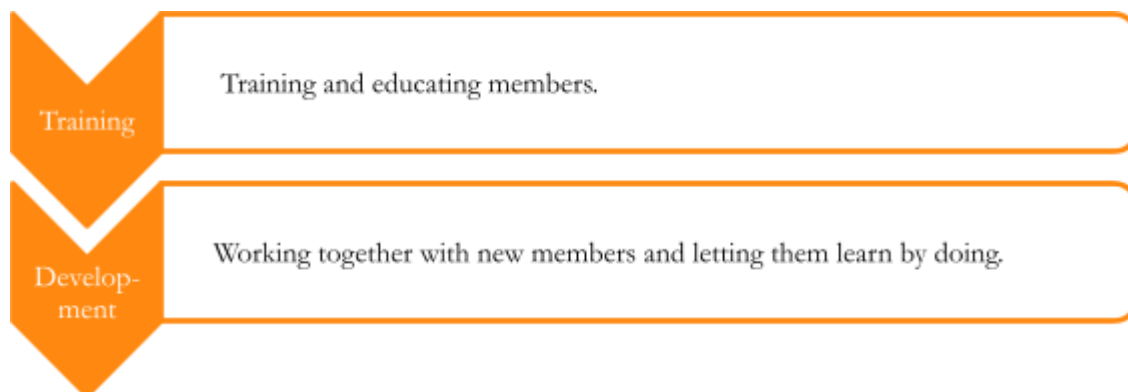 Training
Training and educating members.
Develop-
ment
Working together with new members and letting them learn by doing.